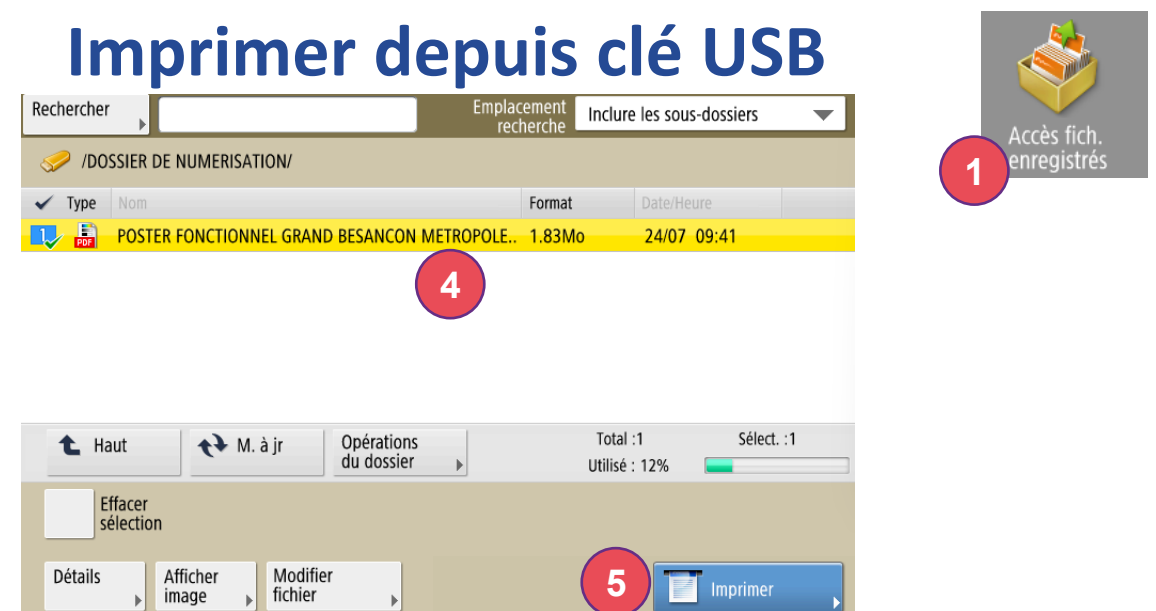 Imprimer depuis clé USB
Accès fich.
enregistrés
1
Rechercher
Emplacement
recherche
Inclure les sous-dossiers
/DOSSIER DE NUMERISATION/
Type Nom Format Date/Heure
1 PDF POSTER FONCTIONNEL GRAND BESANCON METROPOLE.. 1.83Mo 24/07 09:41
4
Haut
M. à jr
Opérations
du dossier
Total :1 Sélect. :1
Utilisé : 12%
Effacer
sélection
Détails
Afficher
image
Modifier
fichier
5
Imprimer